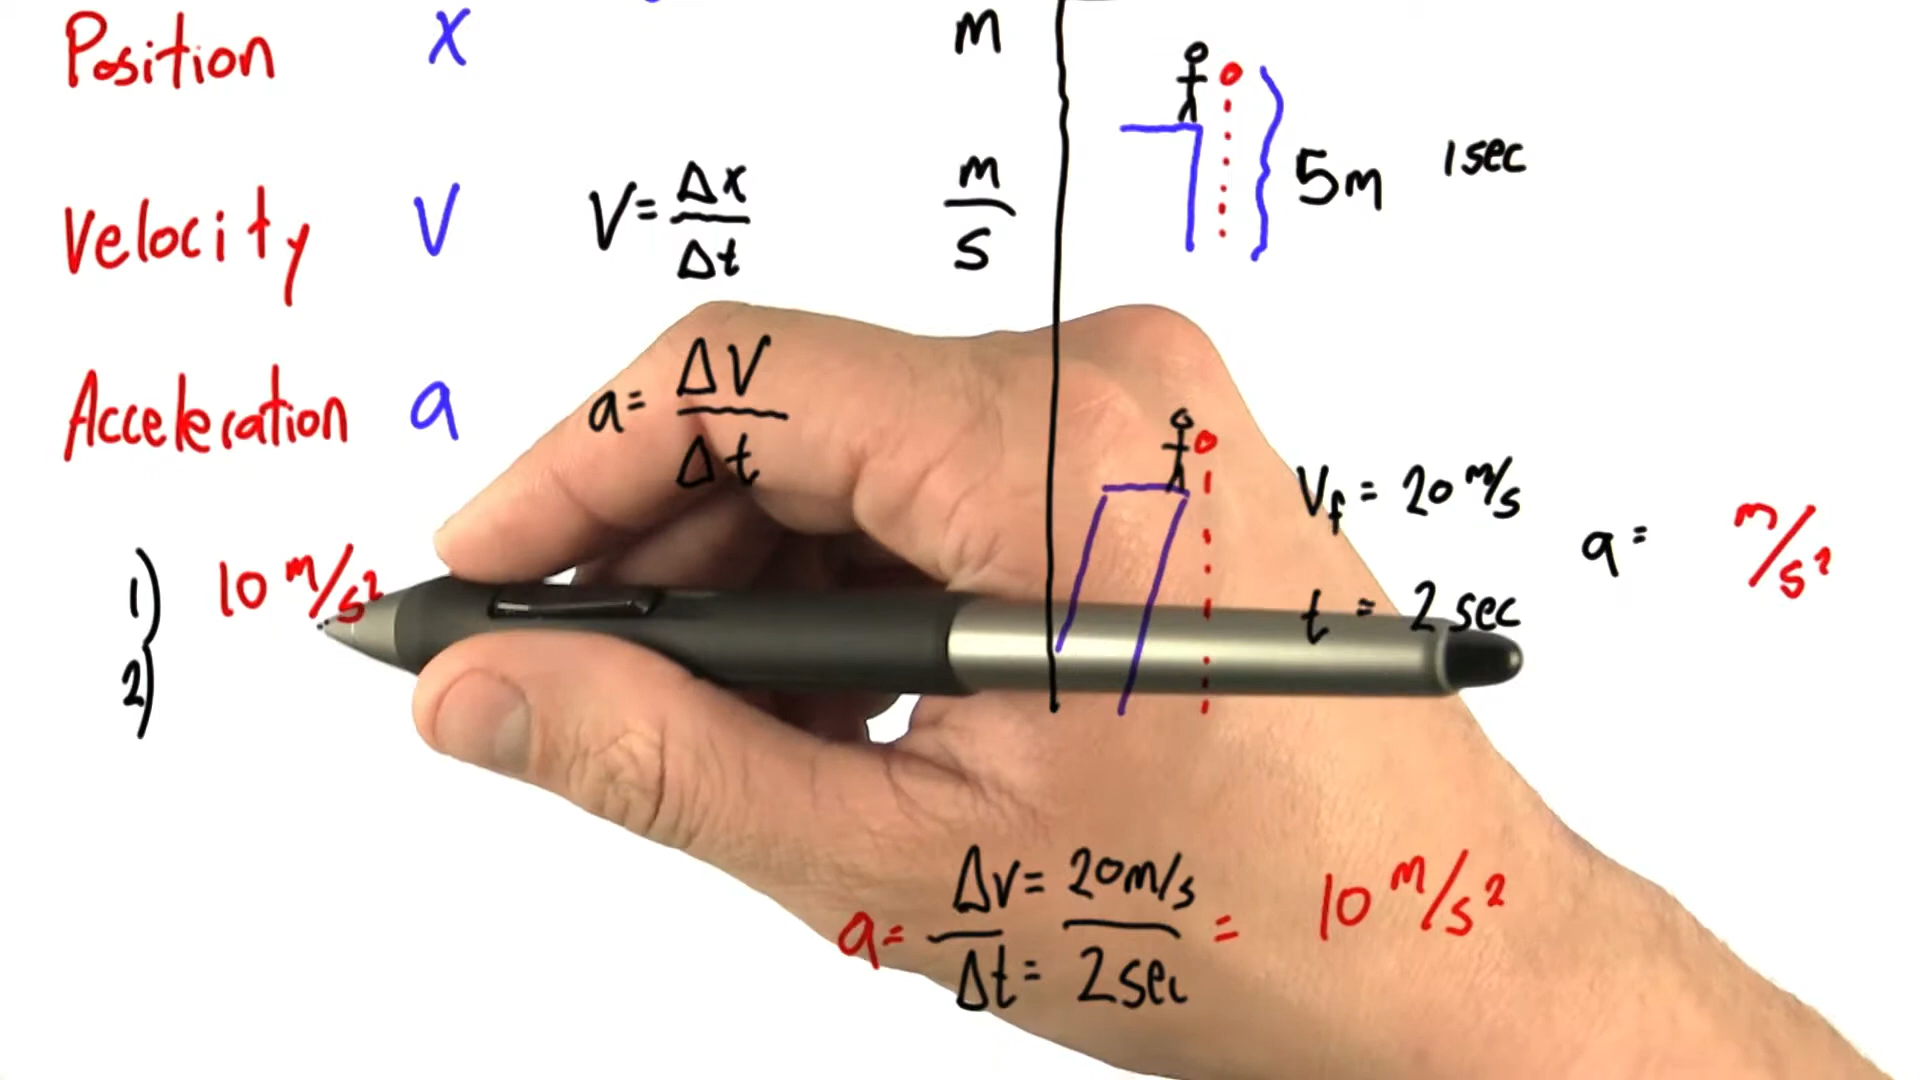 Position x m
Velocity V V = Δx/Δt m/s
Acceleration a a = ΔV/Δt
1) 10 m/s²
2)
5m 1sec
Vf = 20 m/s
t = 2 sec
a = m/s²
a = Δv/Δt = 20m/s / 2sec = 10 m/s²